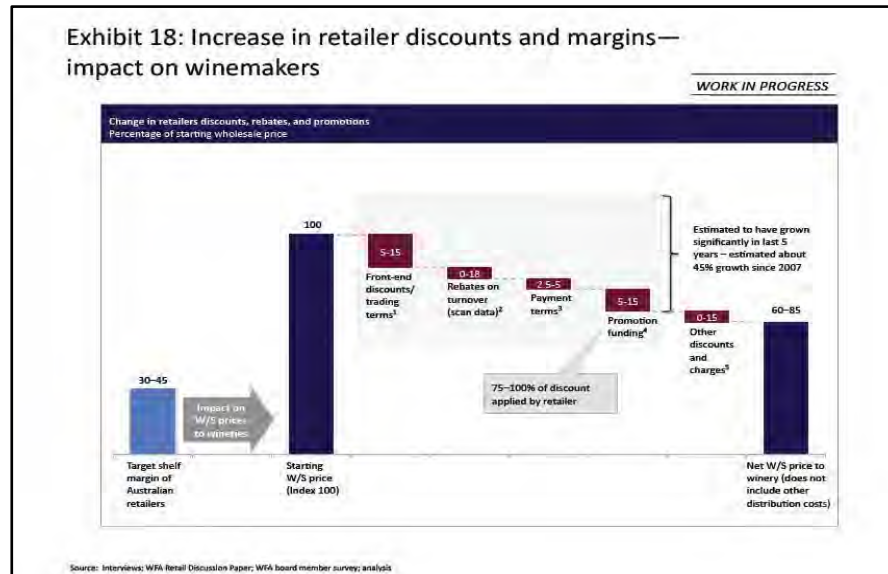 Exhibit 18: Increase in retailer discounts and margins—
impact on winemakers
WORK IN PROGRESS
Change in retailers discounts, rebates, and promotions
Percentage of starting wholesale price
100
5-15
Front-end
discounts/
trading
terms¹
0-18
Rebates on
turnover
(scan data)²
2.5-5
Payment
terms³
5-15
Promotion
funding⁴
0-15
Other
discounts
and
charges⁵
Estimated to have grown
significantly in last 5
years – estimated about
45% growth since 2007
60–85
75–100% of discount
applied by retailer
30–45
Impact on
W/S prices
to wineries
Target shelf
margin of
Australian
retailers
Starting
W/S price
(Index 100)
Net W/S price to
winery (does not
include other
distribution costs)
Source: Interviews; WFA Retail Discussion Paper; WFA board member survey; analysis